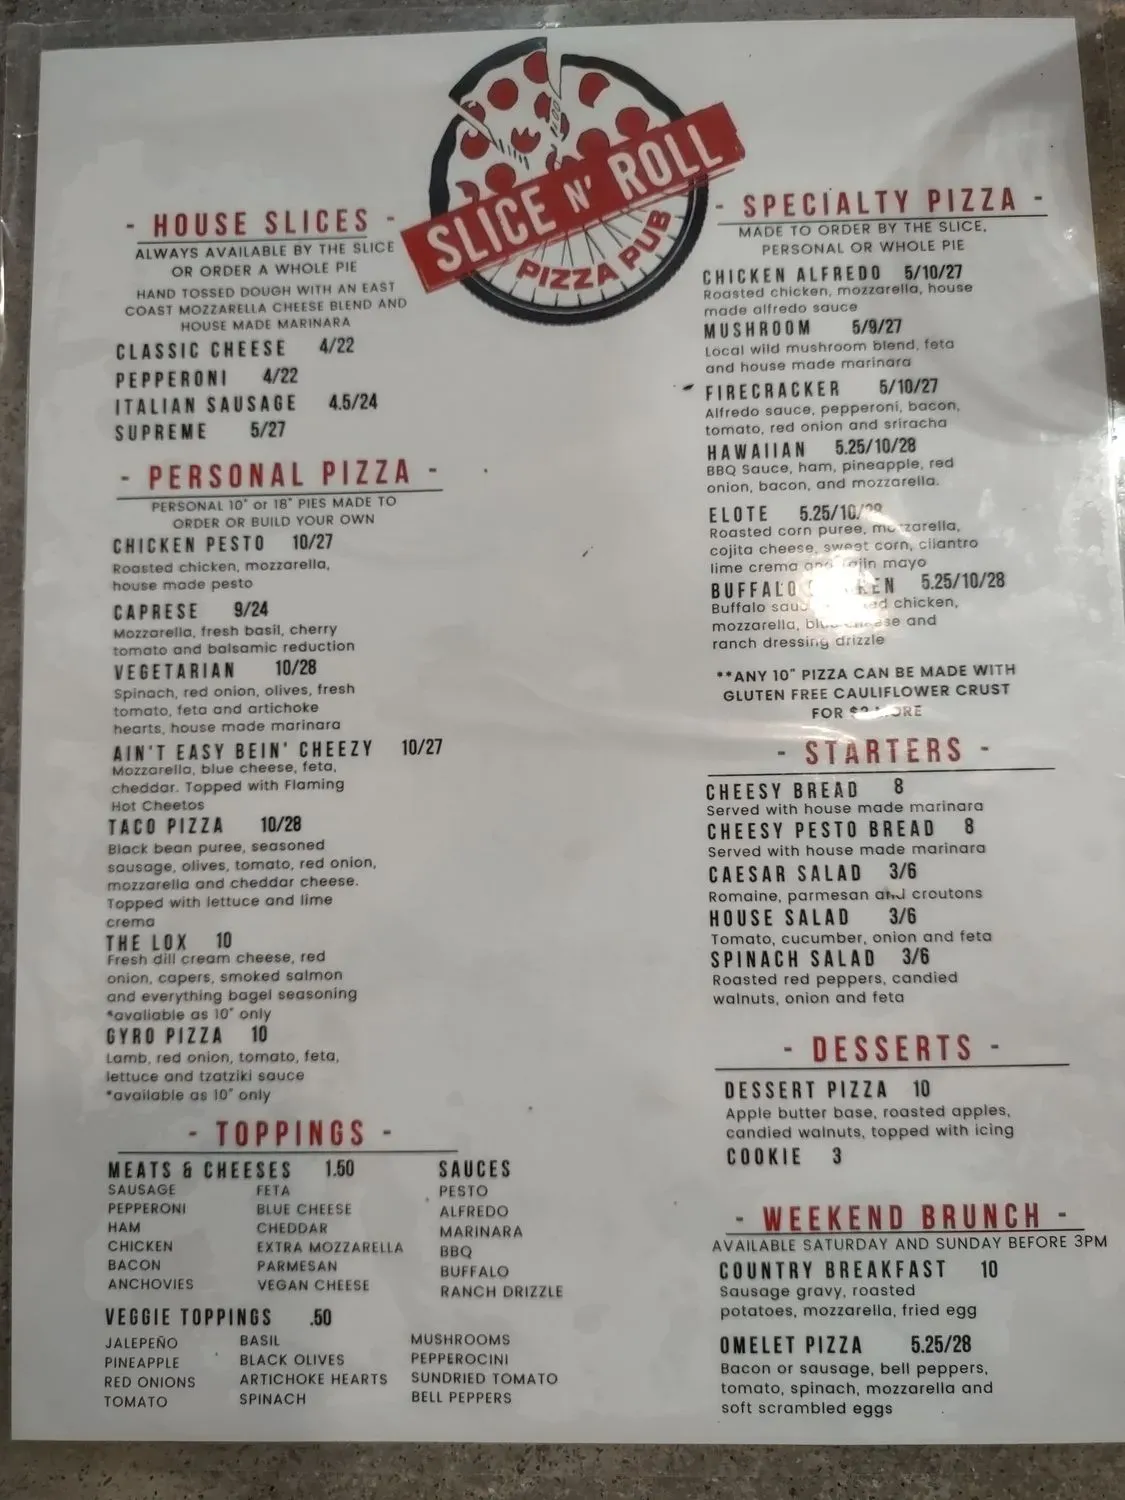 SLICE N' ROLL
PIZZA PUB
- HOUSE SLICES -
ALWAYS AVAILABLE BY THE SLICE
OR ORDER A WHOLE PIE
HAND TOSSED DOUGH WITH AN EAST
COAST MOZZARELLA CHEESE BLEND AND
HOUSE MADE MARINARA
CLASSIC CHEESE 4/22
PEPPERONI 4/22
ITALIAN SAUSAGE 4.5/24
SUPREME 5/27
- PERSONAL PIZZA -
PERSONAL 10" or 18" PIES MADE TO
ORDER OR BUILD YOUR OWN
CHICKEN PESTO 10/27
Roasted chicken, mozzarella,
house made pesto
CAPRESE 9/24
Mozzarella, fresh basil, cherry
tomato and balsamic reduction
VEGETARIAN 10/28
Spinach, red onion, olives, fresh
tomato, feta and artichoke
hearts, house made marinara
AIN'T EASY BEIN' CHEEZY 10/27
Mozzarella, blue cheese, feta,
cheddar. Topped with Flaming
Hot Cheetos
TACO PIZZA 10/28
Black bean puree, seasoned
sausage, olives, tomato, red onion,
mozzarella and cheddar cheese.
Topped with lettuce and lime
crema
THE LOX 10
Fresh dill cream cheese, red
onion, capers, smoked salmon
and everything bagel seasoning
*avaliable as 10" only
GYRO PIZZA 10
Lamb, red onion, tomato, feta,
lettuce and tzatziki sauce
*available as 10" only
- TOPPINGS -
MEATS & CHEESES 1.50
SAUSAGE FETA
PEPPERONI BLUE CHEESE
HAM CHEDDAR
CHICKEN EXTRA MOZZARELLA
BACON PARMESAN
ANCHOVIES VEGAN CHEESE
SAUCES
PESTO
ALFREDO
MARINARA
BBQ
BUFFALO
RANCH DRIZZLE
VEGGIE TOPPINGS .50
JALEPEÑO BASIL MUSHROOMS
PINEAPPLE BLACK OLIVES PEPPEROCINI
RED ONIONS ARTICHOKE HEARTS SUNDRIED TOMATO
TOMATO SPINACH BELL PEPPERS
- SPECIALTY PIZZA -
MADE TO ORDER BY THE SLICE,
PERSONAL OR WHOLE PIE
CHICKEN ALFREDO 5/10/27
Roasted chicken, mozzarella, house
made alfredo sauce
MUSHROOM 5/9/27
Local wild mushroom blend, feta
and house made marinara
FIRECRACKER 5/10/27
Alfredo sauce, pepperoni, bacon,
tomato, red onion and sriracha
HAWAIIAN 5.25/10/28
BBQ Sauce, ham, pineapple, red
onion, bacon, and mozzarella.
ELOTE 5.25/10/28
Roasted corn puree, mozzarella,
cojita cheese, sweet corn, cilantro
lime crema and tajin mayo
BUFFALO CHICKEN 5.25/10/28
Buffalo sauce, chicken,
mozzarella, blue cheese and
ranch dressing drizzle
**ANY 10" PIZZA CAN BE MADE WITH
GLUTEN FREE CAULIFLOWER CRUST
FOR MORE
- STARTERS -
CHEESY BREAD 8
Served with house made marinara
CHEESY PESTO BREAD 8
Served with house made marinara
CAESAR SALAD 3/6
Romaine, parmesan and croutons
HOUSE SALAD 3/6
Tomato, cucumber, onion and feta
SPINACH SALAD 3/6
Roasted red peppers, candied
walnuts, onion and feta
- DESSERTS -
DESSERT PIZZA 10
Apple butter base, roasted apples,
candied walnuts, topped with icing
COOKIE 3
- WEEKEND BRUNCH -
AVAILABLE SATURDAY AND SUNDAY BEFORE 3PM
COUNTRY BREAKFAST 10
Sausage gravy, roasted
potatoes, mozzarella, fried egg
OMELET PIZZA 5.25/28
Bacon or sausage, bell peppers,
tomato, spinach, mozzarella and
soft scrambled eggs